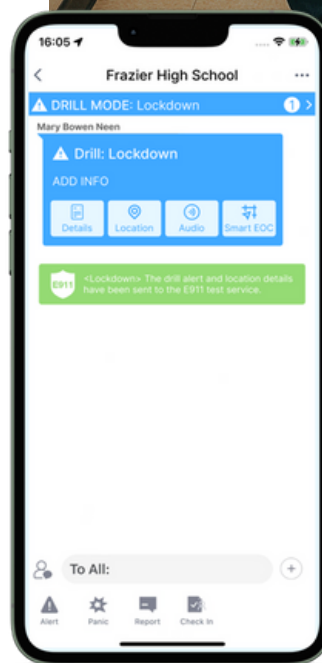 16:05
Frazier High School
DRILL MODE: Lockdown
1
Mary Bowen Neen
Drill: Lockdown
ADD INFO
Details
Location
Audio
Smart EOC
E911
<Lockdown> The drill alert and location details
have been sent to the E911 test service.
To All:
Alert
Panic
Report
Check In